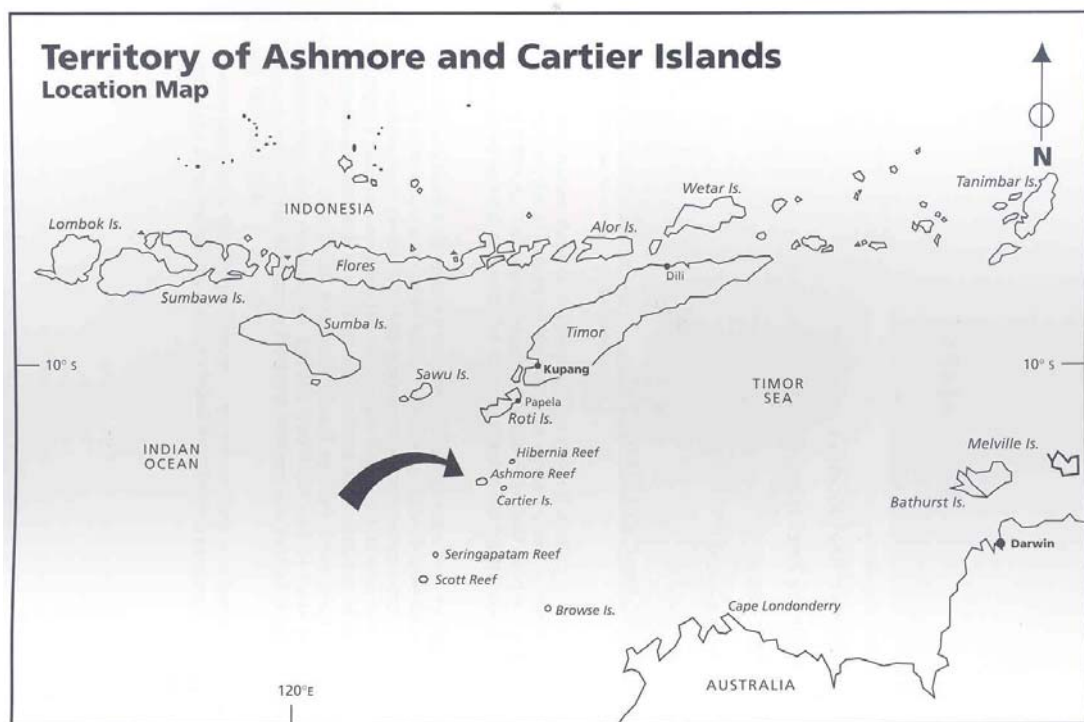 Territory of Ashmore and Cartier Islands
Location Map
N
Wetar Is.
Tanimbar Is.
INDONESIA
Lombok Is.
Alor Is.
Flores
Dili
Sumbawa Is.
Sumba Is.
Timor
10° S
Kupang
10° S
Sawu Is.
TIMOR
SEA
Papela
Roti Is.
INDIAN
OCEAN
Hibernia Reef
Melville Is.
Ashmore Reef
Cartier Is.
Bathurst Is.
Darwin
Seringapatam Reef
Scott Reef
Browse Is.
Cape Londonderry
120°E
AUSTRALIA